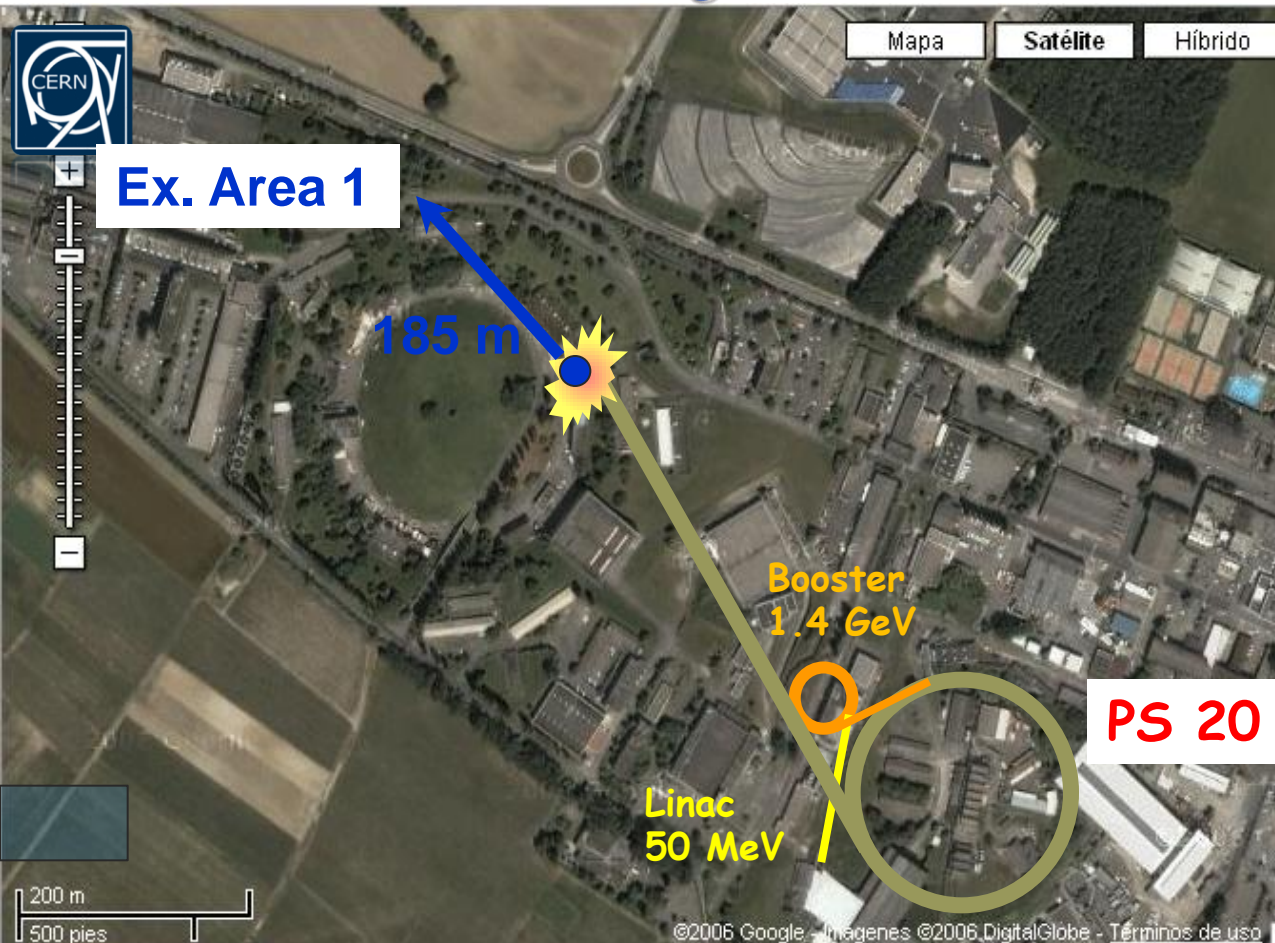 CERN
Mapa
Satélite
Híbrido
+
Ex. Area 1
185 m
−
Booster
1.4 GeV
PS 20
Linac
50 MeV
200 m
500 pies
©2006 Google - Imágenes ©2006 DigitalGlobe - Términos de uso